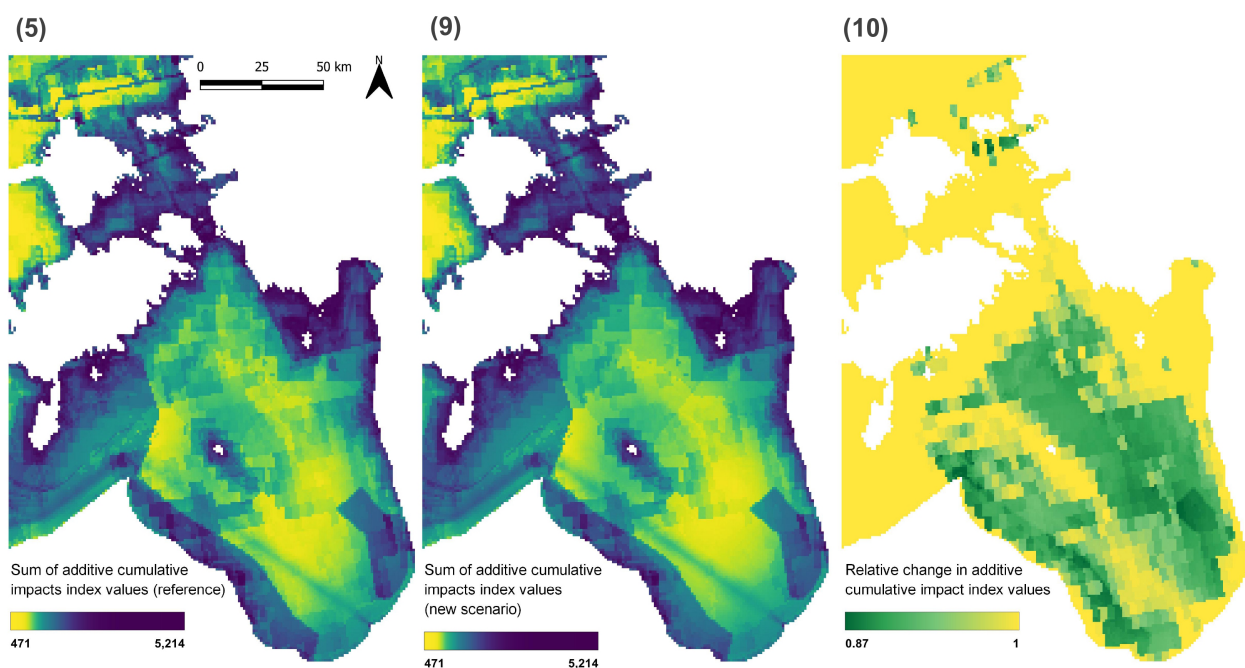 (5)
(9)
(10)
0 25 50 km
N
Sum of additive cumulative
impacts index values (reference)
471 5,214
Sum of additive cumulative
impacts index values
(new scenario)
471 5.214
Relative change in additive
cumulative impact index values
0.87 1